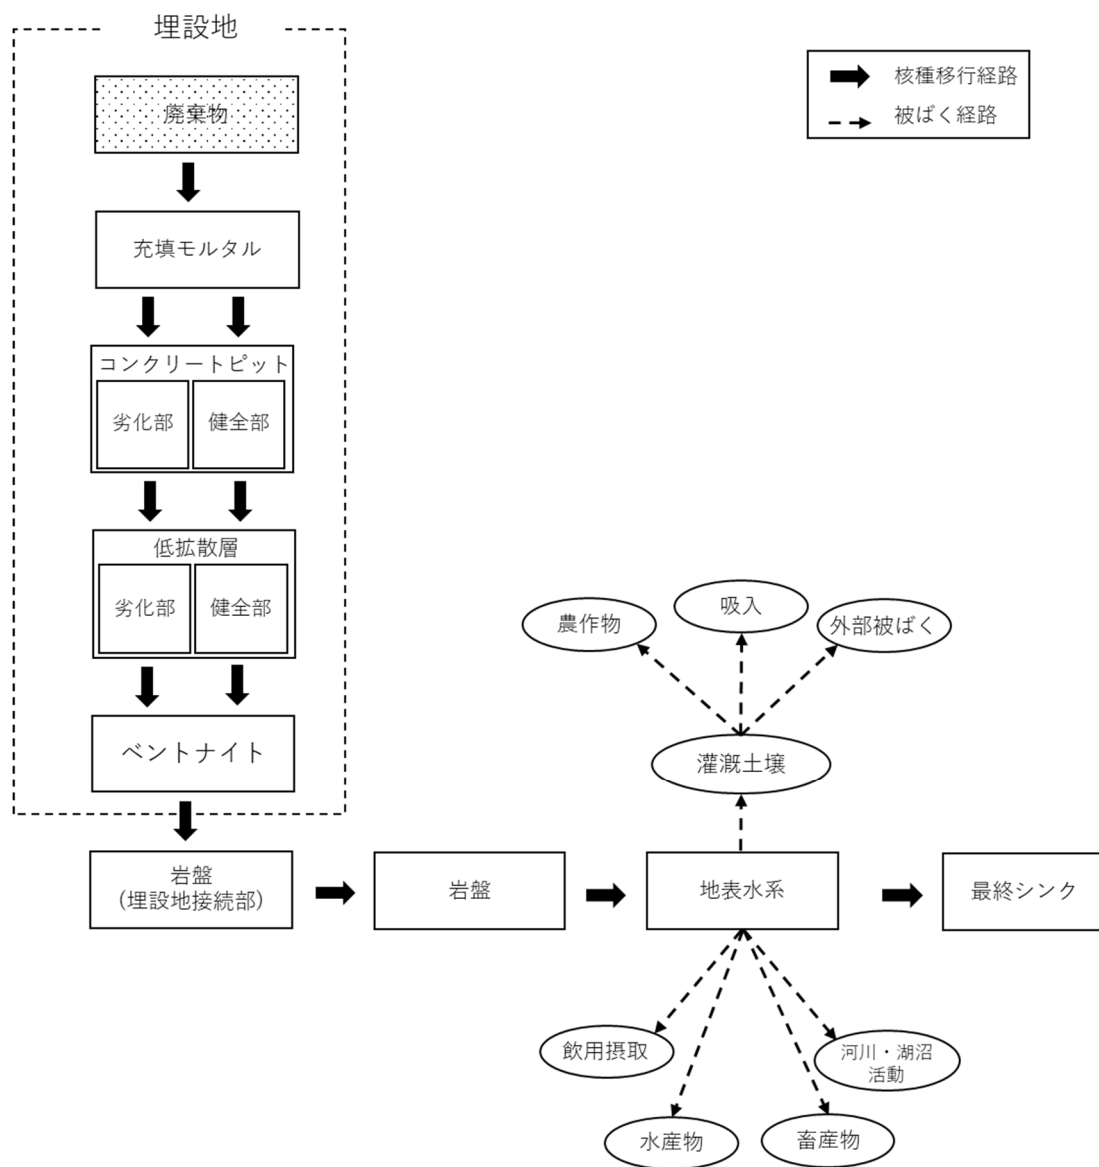 埋設地
廃棄物
充填モルタル
コンクリートピット
劣化部
健全部
低拡散層
劣化部
健全部
ベントナイト
岩盤
(埋設地接続部)
岩盤
地表水系
最終シンク
核種移行経路
被ばく経路
農作物
吸入
外部被ばく
灌漑土壌
飲用摂取
水産物
畜産物
河川・湖沼
活動